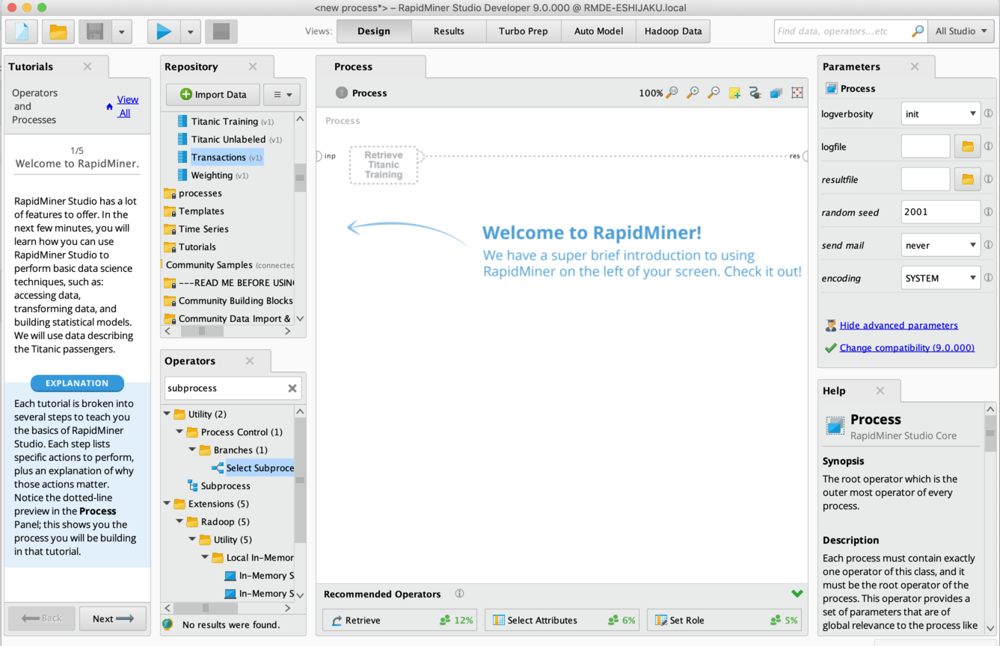 <new process*> – RapidMiner Studio Developer 9.0.000 @ RMDE-ESHIJAKU.local
Views:
Design
Results
Turbo Prep
Auto Model
Hadoop Data
Find data, operators...etc
All Studio
Tutorials
Operators
and
Processes
View
All
1/5
Welcome to RapidMiner.
RapidMiner Studio has a lot
of features to offer. In the
next few minutes, you will
learn how you can use
RapidMiner Studio to
perform basic data science
techniques, such as:
accessing data,
transforming data, and
building statistical models.
We will use data describing
the Titanic passengers.
EXPLANATION
Each tutorial is broken into
several steps to teach you
the basics of RapidMiner
Studio. Each step lists
specific actions to perform,
plus an explanation of why
those actions matter.
Notice the dotted-line
preview in the Process
Panel; this shows you the
process you will be building
in that tutorial.
Back
Next
Repository
Import Data
Titanic Training (v1)
Titanic Unlabeled (v1)
Transactions (v1)
Weighting (v1)
processes
Templates
Time Series
Tutorials
Community Samples (connected
---READ ME BEFORE USIN
Community Building Blocks
Community Data Import &
Operators
subprocess
Utility (2)
Process Control (1)
Branches (1)
Select Subproce
Subprocess
Extensions (5)
Radoop (5)
Utility (5)
Local In-Memor
In-Memory S
In-Memory S
No results were found.
Process
Process
100%
Process
inp
Retrieve
Titanic
Training
res
Welcome to RapidMiner!
We have a super brief introduction to using
RapidMiner on the left of your screen. Check it out!
Recommended Operators
Retrieve
12%
Select Attributes
6%
Set Role
5%
Parameters
Process
logverbosity
init
logfile
resultfile
random seed
2001
send mail
never
encoding
SYSTEM
Hide advanced parameters
Change compatibility (9.0.000)
Help
Process
RapidMiner Studio Core
Synopsis
The root operator which is the
outer most operator of every
process.
Description
Each process must contain exactly
one operator of this class, and it
must be the root operator of the
process. This operator provides a
set of parameters that are of
global relevance to the process like